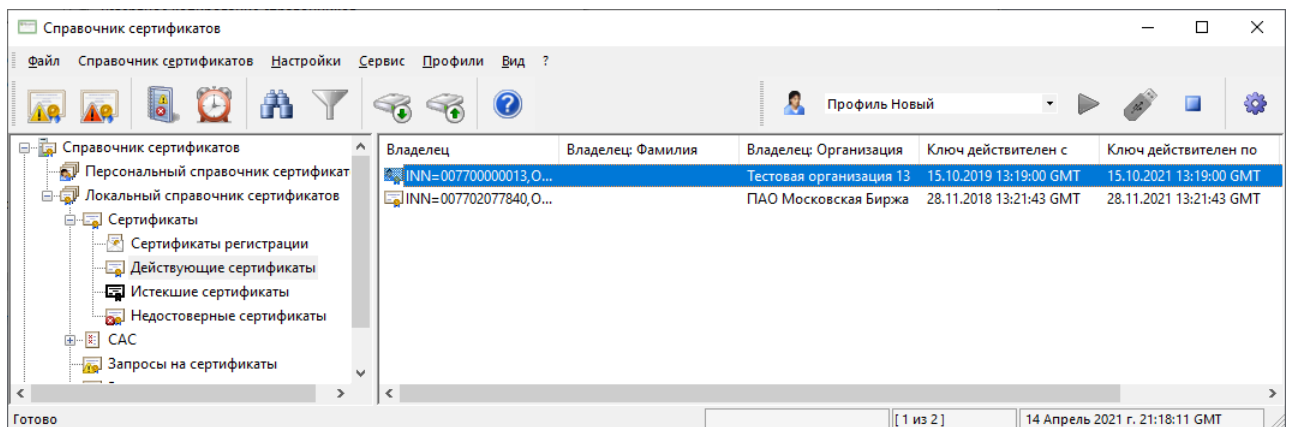 Справочник сертификатов
Файл Справочник сертификатов Настройки Сервис Профили Вид ?
Профиль Новый
Справочник сертификатов
Персональный справочник сертификат
Локальный справочник сертификатов
Сертификаты
Сертификаты регистрации
Действующие сертификаты
Истекшие сертификаты
Недостоверные сертификаты
САС
Запросы на сертификаты
Владелец Владелец: Фамилия Владелец: Организация Ключ действителен с Ключ действителен по
INN=007700000013,O... Тестовая организация 13 15.10.2019 13:19:00 GMT 15.10.2021 13:19:00 GMT
INN=007702077840,O... ПАО Московская Биржа 28.11.2018 13:21:43 GMT 28.11.2021 13:21:43 GMT
Готово [ 1 из 2 ] 14 Апрель 2021 г. 21:18:11 GMT